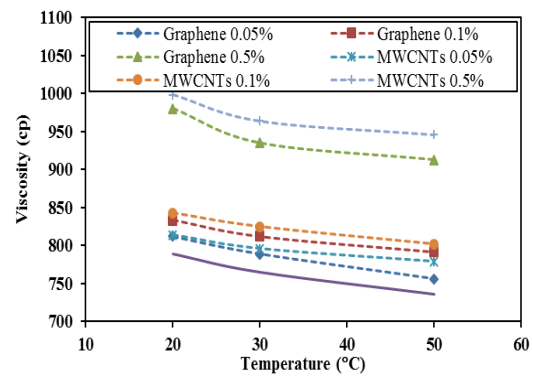 1100
1050
1000
950
900
850
800
750
700
Viscosity (cp)
Graphene 0.05%
Graphene 0.1%
Graphene 0.5%
MWCNTs 0.05%
MWCNTs 0.1%
MWCNTs 0.5%
10
20
30
40
50
60
Temperature (°C)